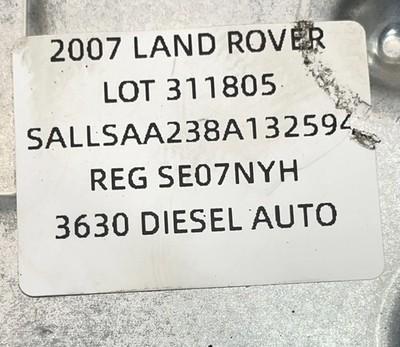 2007 LAND ROVER
LOT 311805
SALLSAA238A132594
REG SE07NYH
3630 DIESEL AUTO